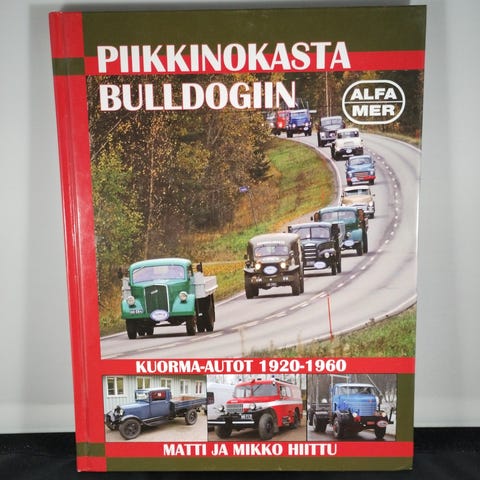 PIIKKINOKASTA
BULLDOGIIN
ALFA
MER
KUORMA-AUTOT 1920-1960
MATTI JA MIKKO HIITTU